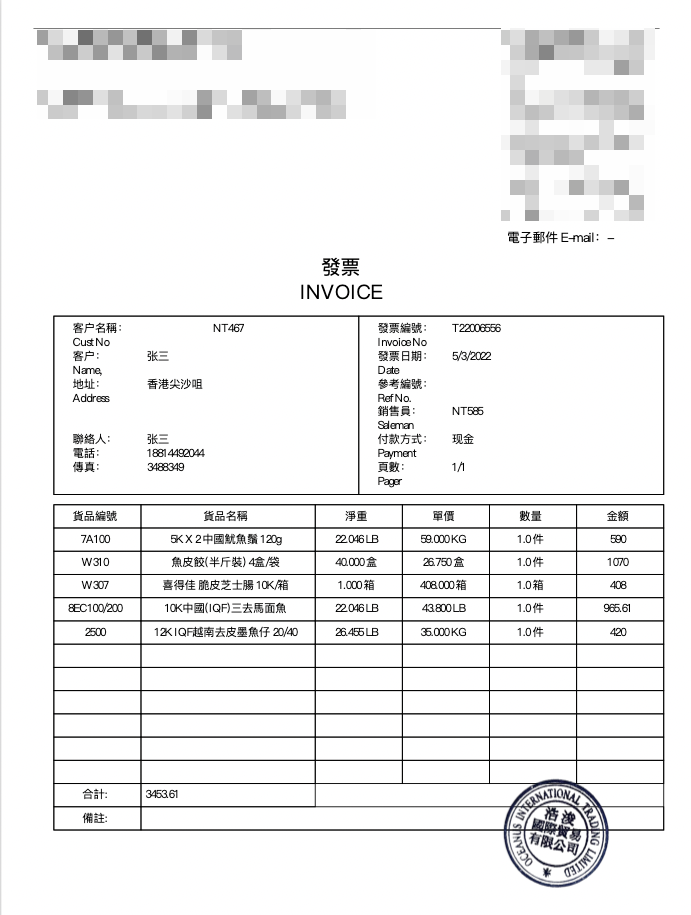 電子郵件 E-mail： –
發票
INVOICE
客户名稱： NT467
Cust No
客户： 张三
Name,
地址： 香港尖沙咀
Address
聯絡人： 张三
電話： 18814492044
傳真： 3488349
發票編號： T22006556
Invoice No
發票日期： 5/3/2022
Date
參考編號：
Ref No.
銷售員： NT585
Saleman
付款方式： 现金
Payment
頁數： 1/1
Pager
貨品編號 貨品名稱 淨重 單價 數量 金額
7A100 5K X 2 中國魷魚鬚 120g 22.046 LB 59.000 KG 1.0 件 590
W310 魚皮餃(半斤裝) 4盒/袋 40.000 盒 26.750 盒 1.0 件 1070
W307 喜得佳 脆皮芝士腸 10K/箱 1.000 箱 408.000 箱 1.0 箱 408
8EC100/200 10K中國(IQF)三去馬面魚 22.046 LB 43.800 LB 1.0 件 965.61
2500 12K IQF越南去皮墨魚仔 20/40 26.455 LB 35.000 KG 1.0 件 420
合計: 3453.61
備註:
OCEANUS INTERNATIONAL TRADING LIMITED
浩浚
國際貿易
有限公司